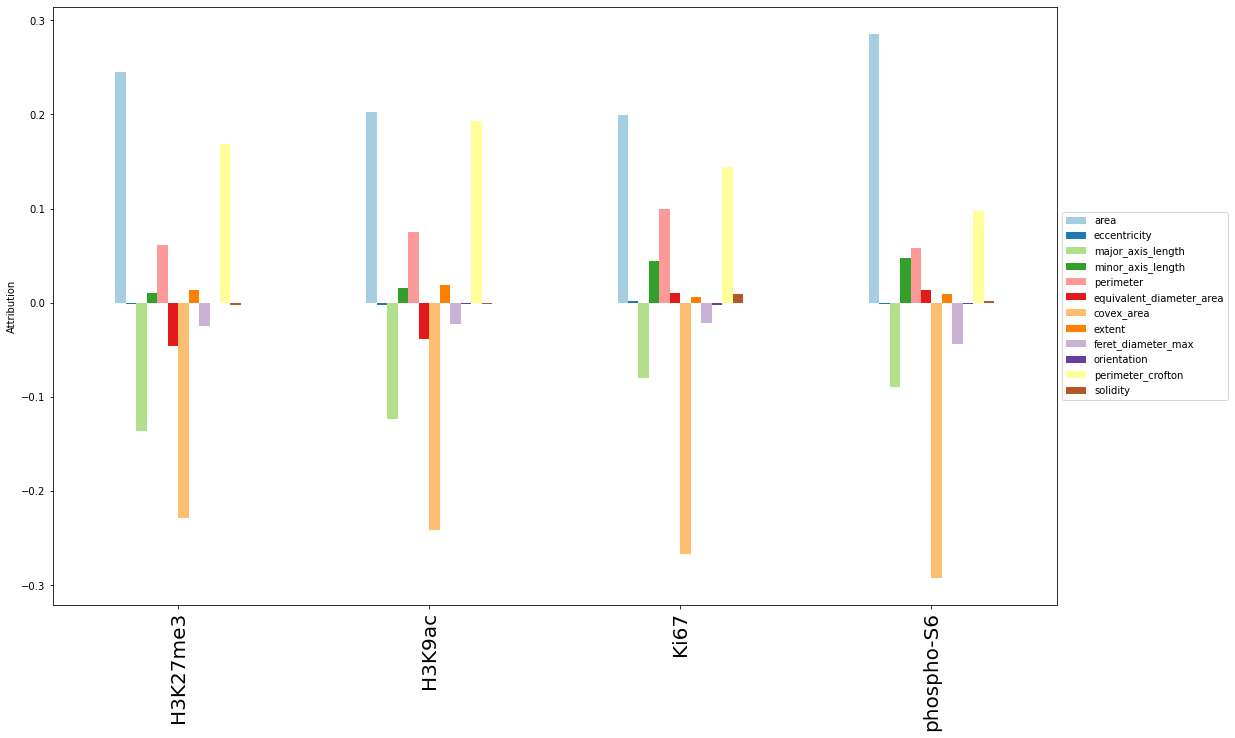 0.3
0.2
0.1
0.0
−0.1
−0.2
−0.3
Attribution
H3K27me3
H3K9ac
Ki67
phospho-S6
area
eccentricity
major_axis_length
minor_axis_length
perimeter
equivalent_diameter_area
covex_area
extent
feret_diameter_max
orientation
perimeter_crofton
solidity